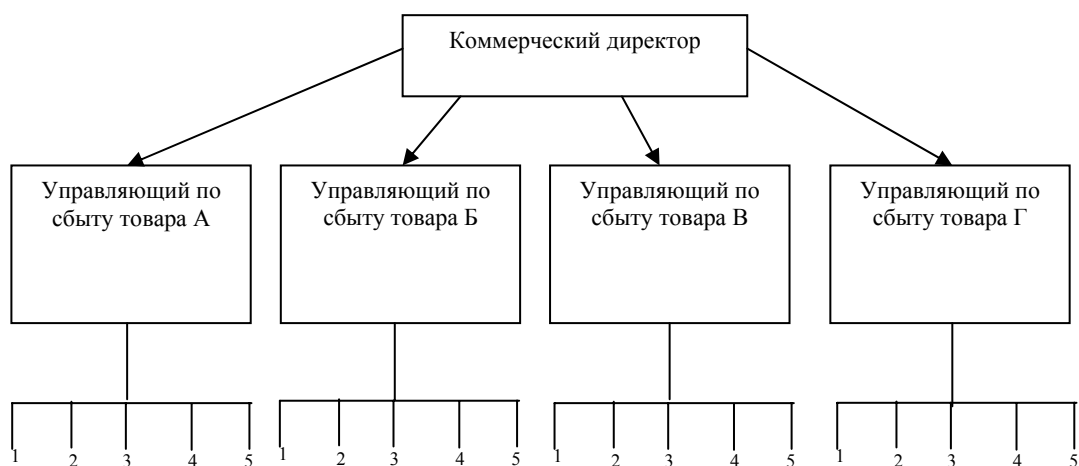 Коммерческий директор
Управляющий по
сбыту товара А
Управляющий по
сбыту товара Б
Управляющий по
сбыту товара В
Управляющий по
сбыту товара Г
1 2 3 4 5
1 2 3 4 5
1 2 3 4 5
1 2 3 4 5